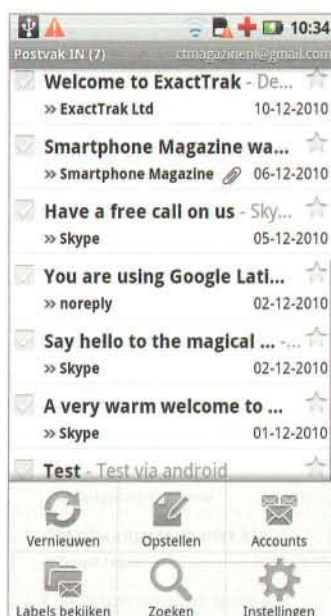 10:34
Postvak IN (7) ctmagazinenl@gmail.com
Welcome to ExactTrak - De...
» ExactTrak Ltd 10-12-2010
Smartphone Magazine wa...
» Smartphone Magazine 06-12-2010
Have a free call on us - Sky...
» Skype 05-12-2010
You are using Google Lati...
» noreply 02-12-2010
Say hello to the magical ... -...
» Skype 02-12-2010
A very warm welcome to ...
» Skype 01-12-2010
Test - Test via android
Vernieuwen Opstellen Accounts
Labels bekijken Zoeken Instellingen